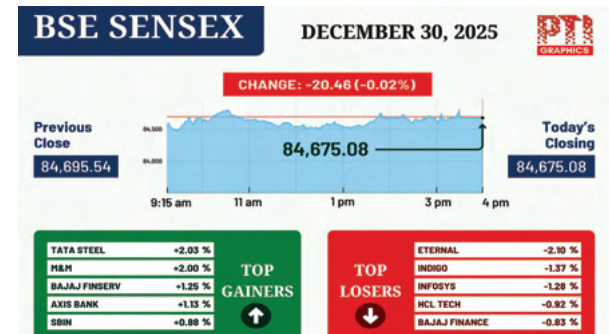 BSE SENSEX
DECEMBER 30, 2025
PTI
GRAPHICS
CHANGE: -20.46 (-0.02%)
Previous
Close
84,695.54
84,500
84,000
84,675.08
Today's
Closing
84,675.08
9:15 am 11 am 1 pm 3 pm 4 pm
TOP
GAINERS
TATA STEEL +2.03 %
M&M +2.00 %
BAJAJ FINSERV +1.25 %
AXIS BANK +1.13 %
SBIN +0.88 %
TOP
LOSERS
ETERNAL -2.10 %
INDIGO -1.37 %
INFOSYS -1.28 %
HCL TECH -0.92 %
BAJAJ FINANCE -0.83 %